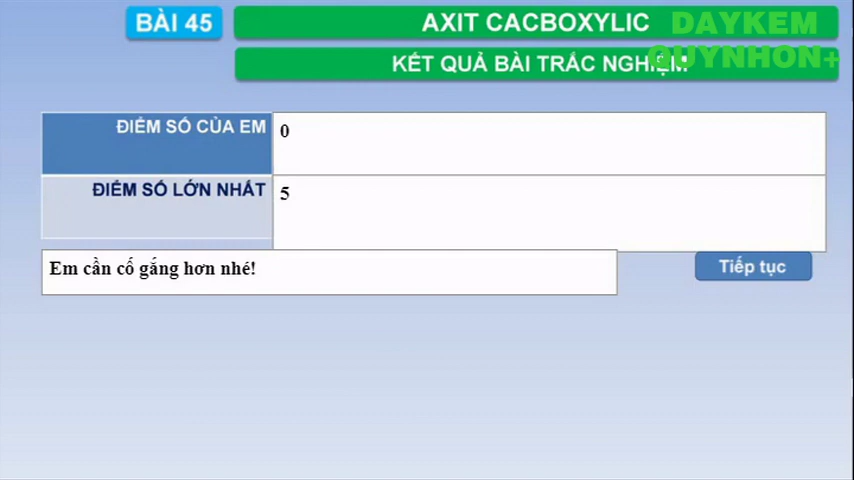 BÀI 45
AXIT CACBOXYLIC
DAYKEM
QUYNHON+
KẾT QUẢ BÀI TRẮC NGHIỆM
ĐIỂM SỐ CỦA EM
0
ĐIỂM SỐ LỚN NHẤT
5
Em cần cố gắng hơn nhé!
Tiếp tục